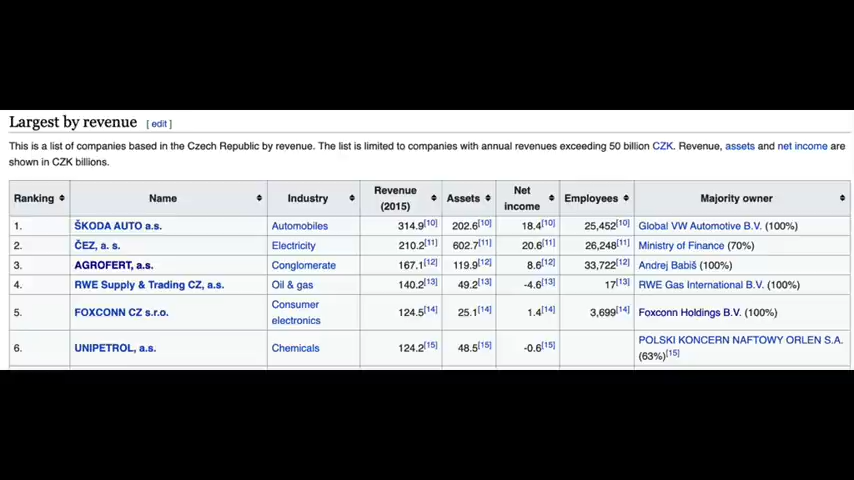 Largest by revenue [ edit ]
This is a list of companies based in the Czech Republic by revenue. The list is limited to companies with annual revenues exceeding 50 billion CZK. Revenue, assets and net income are
shown in CZK billions.
Ranking Name Industry Revenue (2015) Assets Net income Employees Majority owner
1. ŠKODA AUTO a.s. Automobiles 314.9[10] 202.6[10] 18.4[10] 25,452[10] Global VW Automotive B.V. (100%)
2. ČEZ, a. s. Electricity 210.2[11] 602.7[11] 20.6[11] 26,248[11] Ministry of Finance (70%)
3. AGROFERT, a.s. Conglomerate 167.1[12] 119.9[12] 8.6[12] 33,722[12] Andrej Babiš (100%)
4. RWE Supply & Trading CZ, a.s. Oil & gas 140.2[13] 49.2[13] -4.6[13] 17[13] RWE Gas International B.V. (100%)
5. FOXCONN CZ s.r.o. Consumer electronics 124.5[14] 25.1[14] 1.4[14] 3,699[14] Foxconn Holdings B.V. (100%)
6. UNIPETROL, a.s. Chemicals 124.2[15] 48.5[15] -0.6[15] POLSKI KONCERN NAFTOWY ORLEN S.A. (63%)[15]